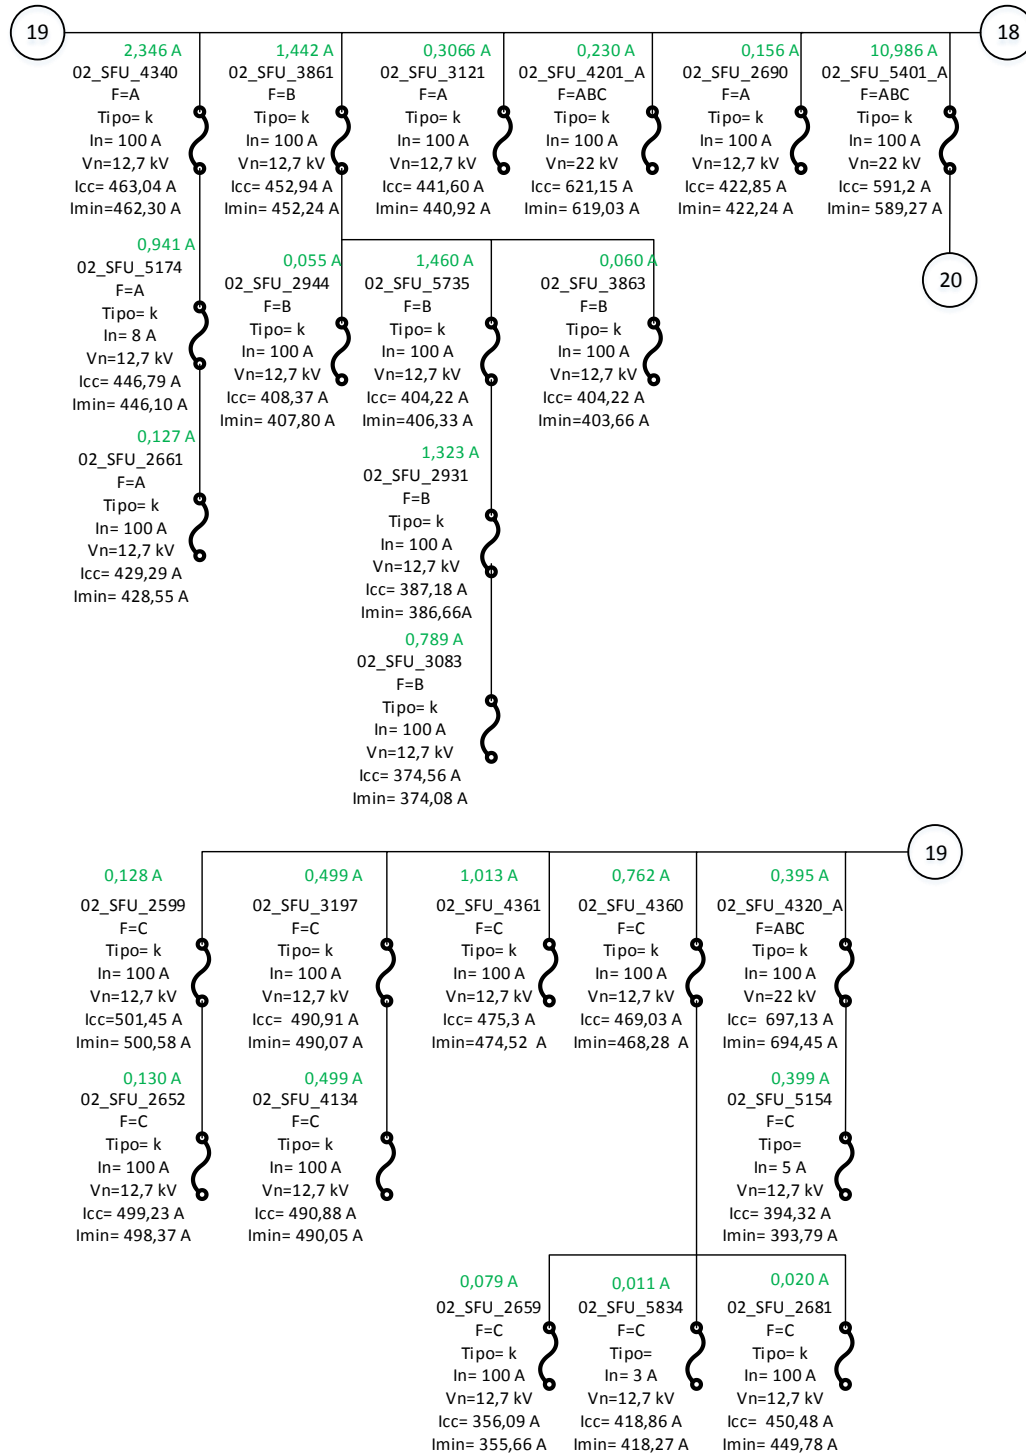 19
18
2,346 A
02_SFU_4340
F=A
Tipo= k
In= 100 A
Vn=12,7 kV
Icc= 463,04 A
Imin=462,30 A
1,442 A
02_SFU_3861
F=B
Tipo= k
In= 100 A
Vn=12,7 kV
Icc= 452,94 A
Imin= 452,24 A
0,3066 A
02_SFU_3121
F=A
Tipo= k
In= 100 A
Vn=12,7 kV
Icc= 441,60 A
Imin= 440,92 A
0,230 A
02_SFU_4201_A
F=ABC
Tipo= k
In= 100 A
Vn=22 kV
Icc= 621,15 A
Imin= 619,03 A
0,156 A
02_SFU_2690
F=A
Tipo= k
In= 100 A
Vn=12,7 kV
Icc= 422,85 A
Imin= 422,24 A
10,986 A
02_SFU_5401_A
F=ABC
Tipo= k
In= 100 A
Vn=22 kV
Icc= 591,2 A
Imin= 589,27 A
20
0,941 A
02_SFU_5174
F=A
Tipo= k
In= 8 A
Vn=12,7 kV
Icc= 446,79 A
Imin= 446,10 A
0,055 A
02_SFU_2944
F=B
Tipo= k
In= 100 A
Vn=12,7 kV
Icc= 408,37 A
Imin= 407,80 A
1,460 A
02_SFU_5735
F=B
Tipo= k
In= 100 A
Vn=12,7 kV
Icc= 404,22 A
Imin= 406,33 A
0,060 A
02_SFU_3863
F=B
Tipo= k
In= 100 A
Vn=12,7 kV
Icc= 404,22 A
Imin=403,66 A
0,127 A
02_SFU_2661
F=A
Tipo= k
In= 100 A
Vn=12,7 kV
Icc= 429,29 A
Imin= 428,55 A
1,323 A
02_SFU_2931
F=B
Tipo= k
In= 100 A
Vn=12,7 kV
Icc= 387,18 A
Imin= 386,66A
0,789 A
02_SFU_3083
F=B
Tipo= k
In= 100 A
Vn=12,7 kV
Icc= 374,56 A
Imin= 374,08 A
19
0,128 A
02_SFU_2599
F=C
Tipo= k
In= 100 A
Vn=12,7 kV
Icc=501,45 A
Imin= 500,58 A
0,499 A
02_SFU_3197
F=C
Tipo= k
In= 100 A
Vn=12,7 kV
Icc= 490,91 A
Imin= 490,07 A
1,013 A
02_SFU_4361
F=C
Tipo= k
In= 100 A
Vn=12,7 kV
Icc= 475,3 A
Imin=474,52 A
0,762 A
02_SFU_4360
F=C
Tipo= k
In= 100 A
Vn=12,7 kV
Icc= 469,03 A
Imin=468,28 A
0,395 A
02_SFU_4320_A
F=ABC
Tipo= k
In= 100 A
Vn=22 kV
Icc= 697,13 A
Imin= 694,45 A
0,130 A
02_SFU_2652
F=C
Tipo= k
In= 100 A
Vn=12,7 kV
Icc= 499,23 A
Imin= 498,37 A
0,499 A
02_SFU_4134
F=C
Tipo= k
In= 100 A
Vn=12,7 kV
Icc= 490,88 A
Imin= 490,05 A
0,399 A
02_SFU_5154
F=C
Tipo=
In= 5 A
Vn=12,7 kV
Icc= 394,32 A
Imin= 393,79 A
0,079 A
02_SFU_2659
F=C
Tipo= k
In= 100 A
Vn=12,7 kV
Icc= 356,09 A
Imin= 355,66 A
0,011 A
02_SFU_5834
F=C
Tipo=
In= 3 A
Vn=12,7 kV
Icc= 418,86 A
Imin= 418,27 A
0,020 A
02_SFU_2681
F=C
Tipo= k
In= 100 A
Vn=12,7 kV
Icc= 450,48 A
Imin= 449,78 A